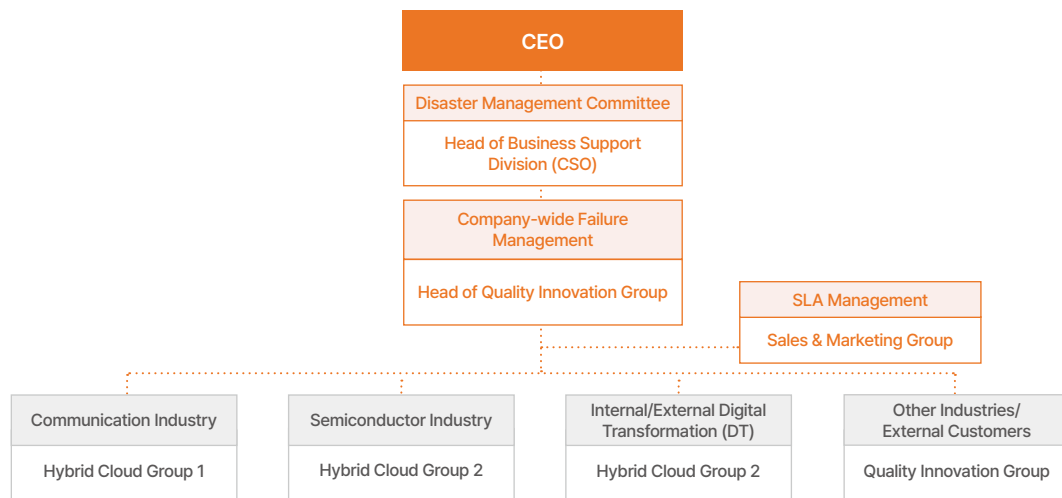 CEO
Disaster Management Committee
Head of Business Support
Division (CSO)
Company-wide Failure
Management
Head of Quality Innovation Group
SLA Management
Sales & Marketing Group
Communication Industry
Hybrid Cloud Group 1
Semiconductor Industry
Hybrid Cloud Group 2
Internal/External Digital
Transformation (DT)
Hybrid Cloud Group 2
Other Industries/
External Customers
Quality Innovation Group